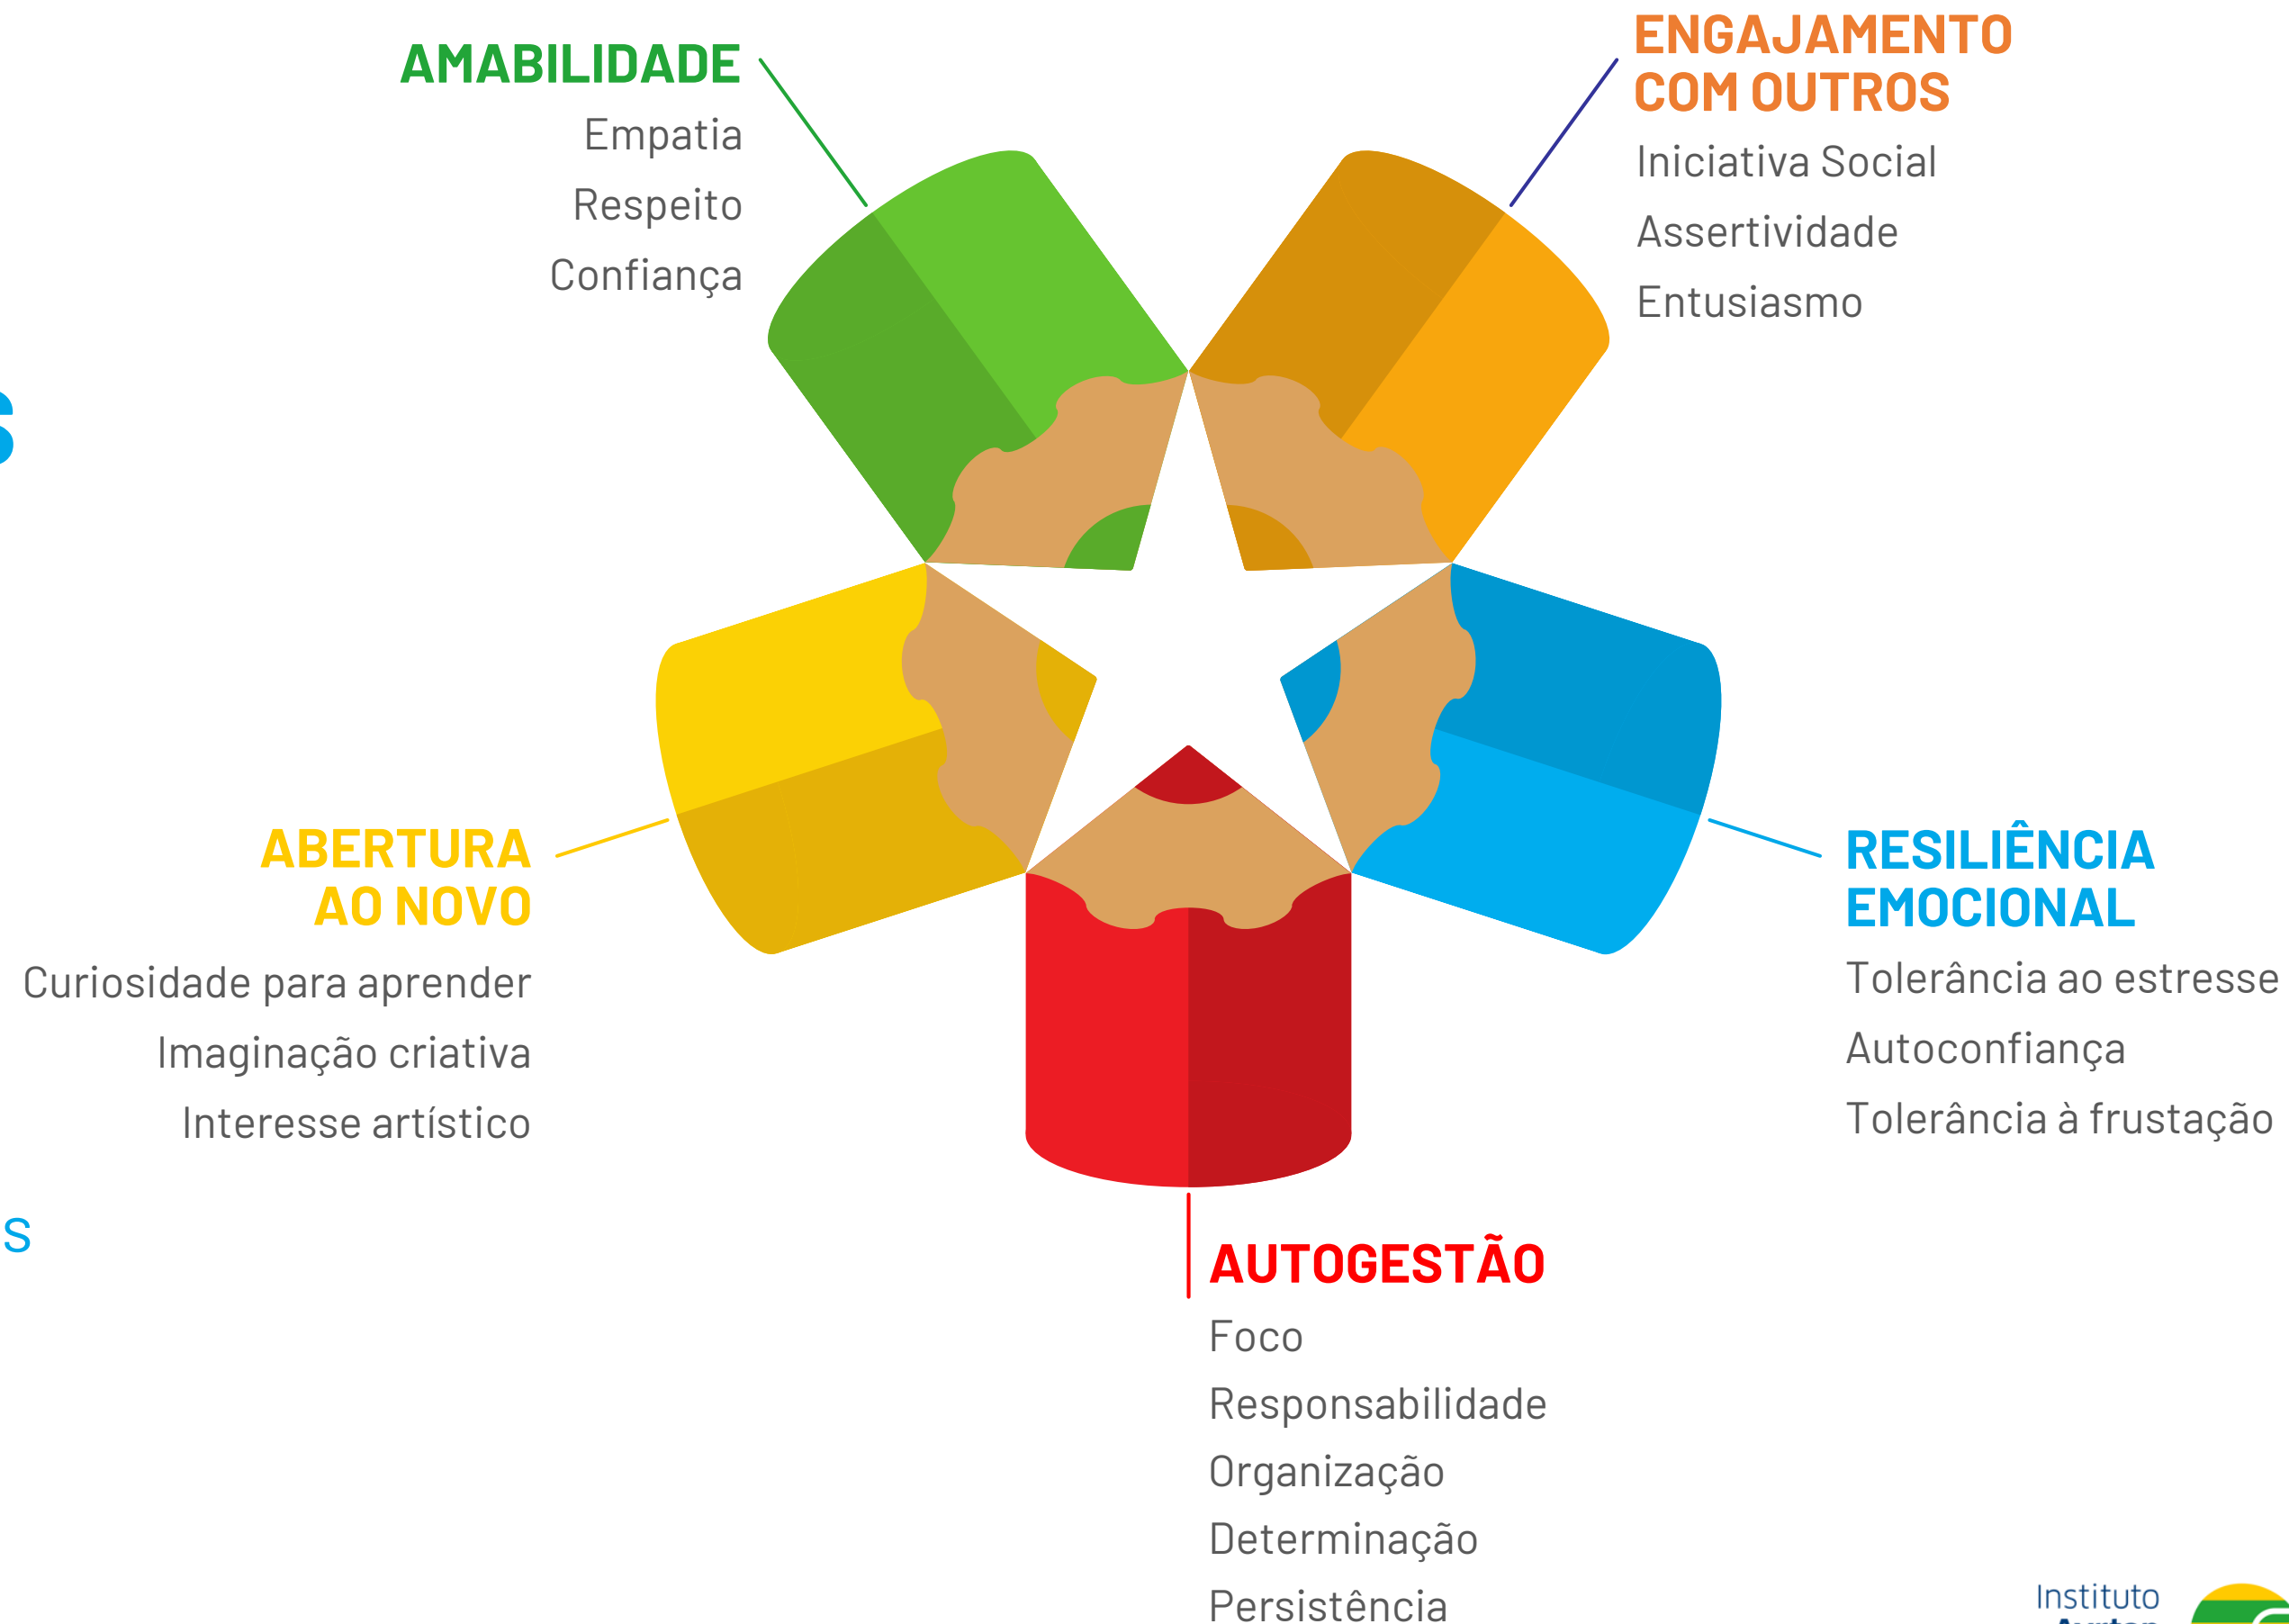 AMABILIDADE
Empatia
Respeito
Confiança
ENGAJAMENTO
COM OUTROS
Iniciativa Social
Assertividade
Entusiasmo
S
ABERTURA
AO NOVO
Curiosidade para aprender
Imaginação criativa
Interesse artístico
RESILIÊNCIA
EMOCIONAL
Tolerância ao estresse
Autoconfiança
Tolerância à frustação
s
AUTOGESTÃO
Foco
Responsabilidade
Organização
Determinação
Persistência
Instituto